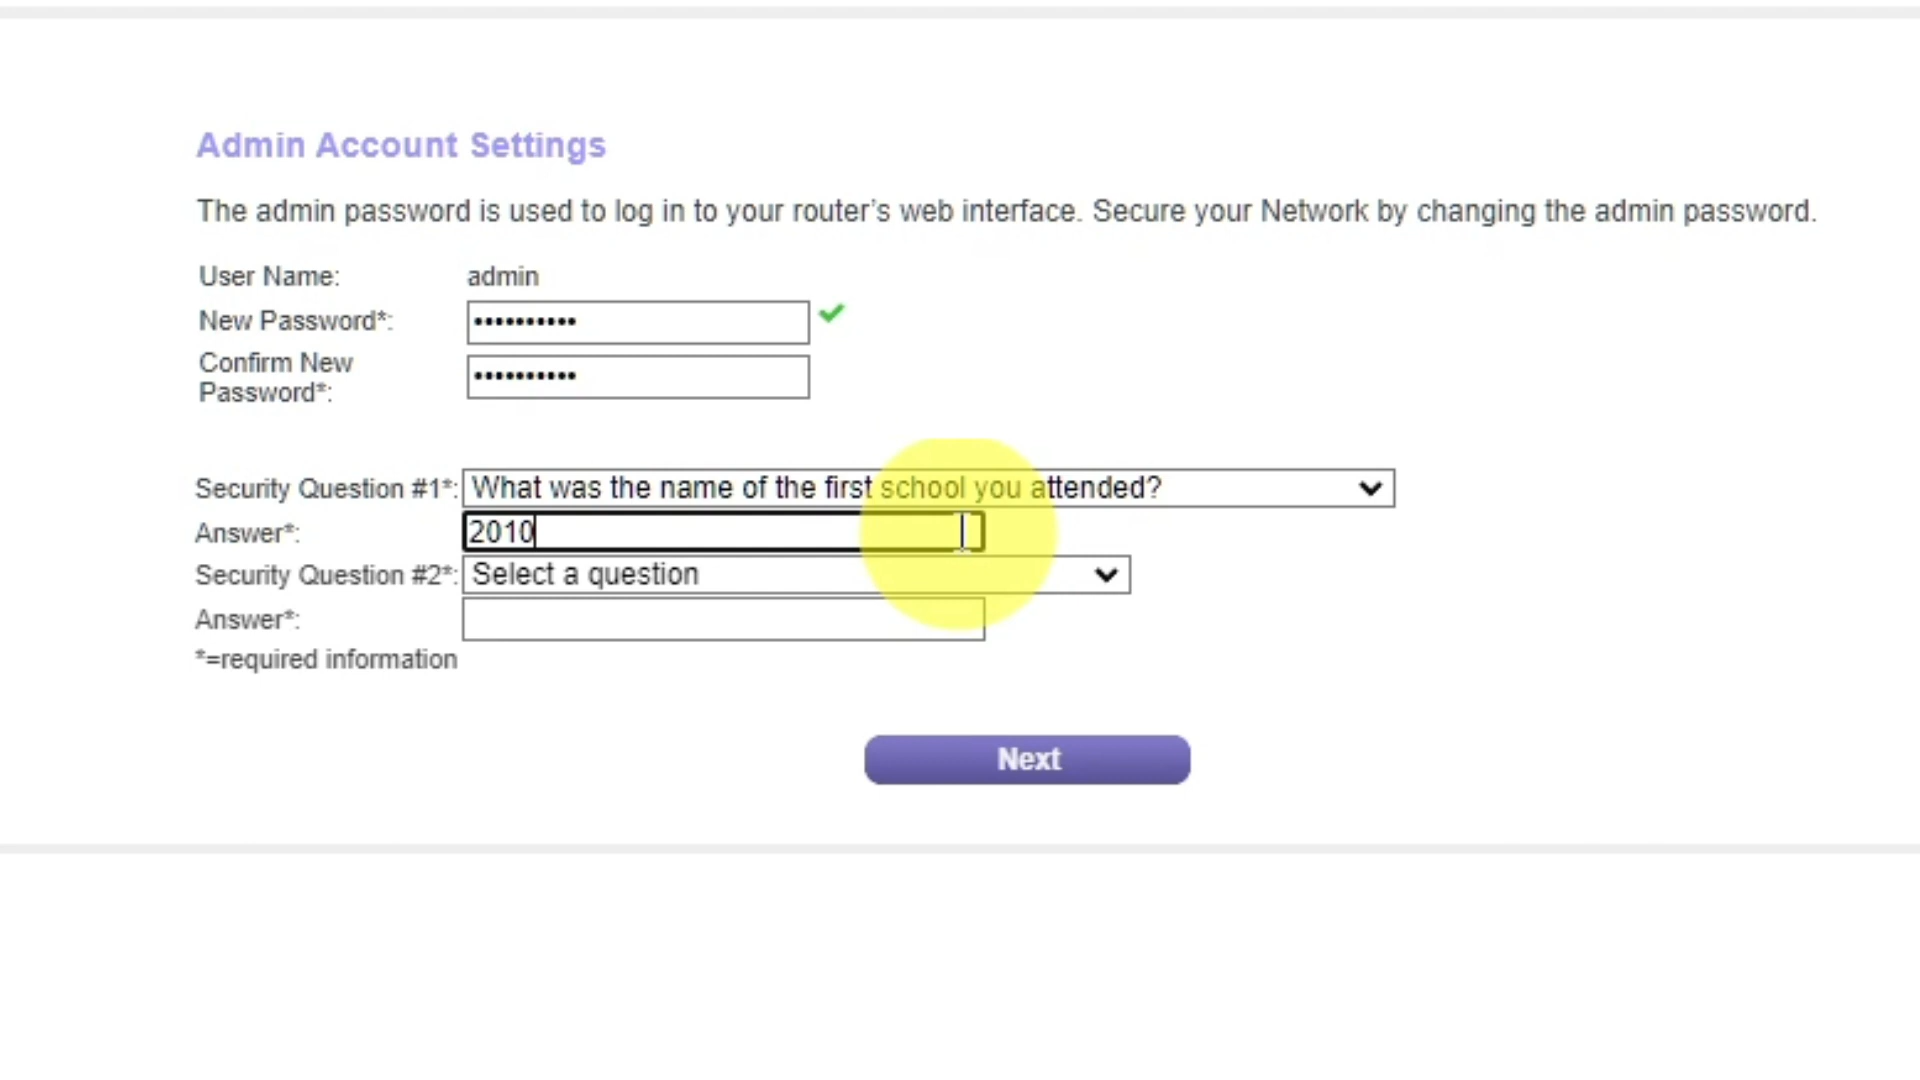 Admin Account Settings
The admin password is used to log in to your router's web interface. Secure your Network by changing the admin password.
User Name: admin
New Password*: ••••••••••
Confirm New
Password*: ••••••••••
Security Question #1*: What was the name of the first school you attended?
Answer*: 2010
Security Question #2*: Select a question
Answer*:
*=required information
Next